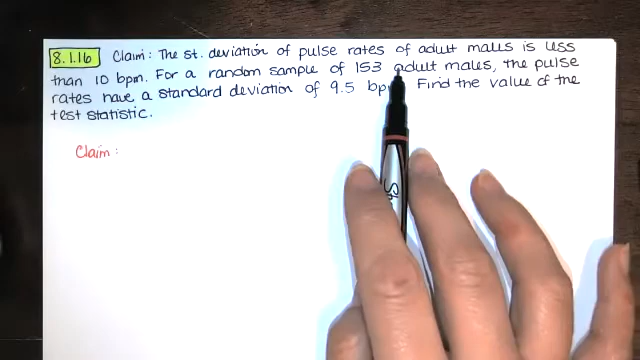 8.1.16 Claim: The st. deviation of pulse rates of adult males is less
than 10 bpm. For a random sample of 153 adult males, the pulse
rates have a standard deviation of 9.5 Find the value of the
test statistic.
Claim: